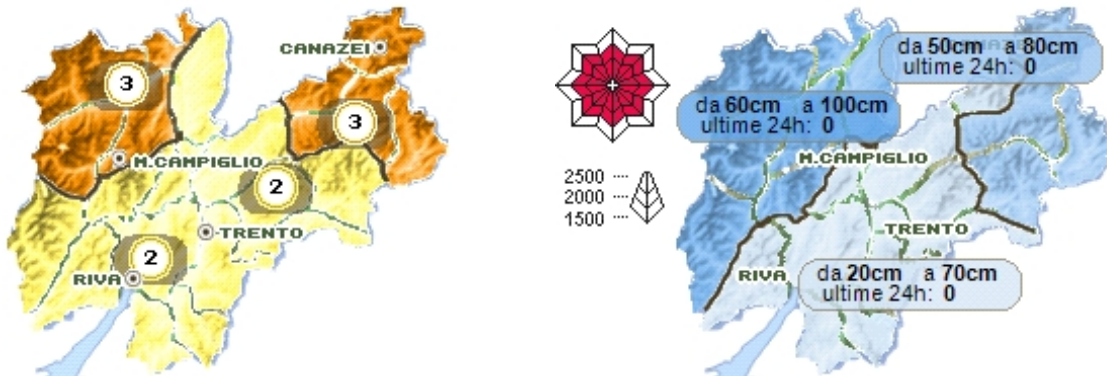 CANAZEI
3
3
M.CAMPIGLIO
2
TRENTO
2
RIVA
da 50cm a 80cm
ultime 24h: 0
da 60cm a 100cm
ultime 24h: 0
M.CAMPIGLIO
2500
2000
1500
TRENTO
RIVA
da 20cm a 70cm
ultime 24h: 0